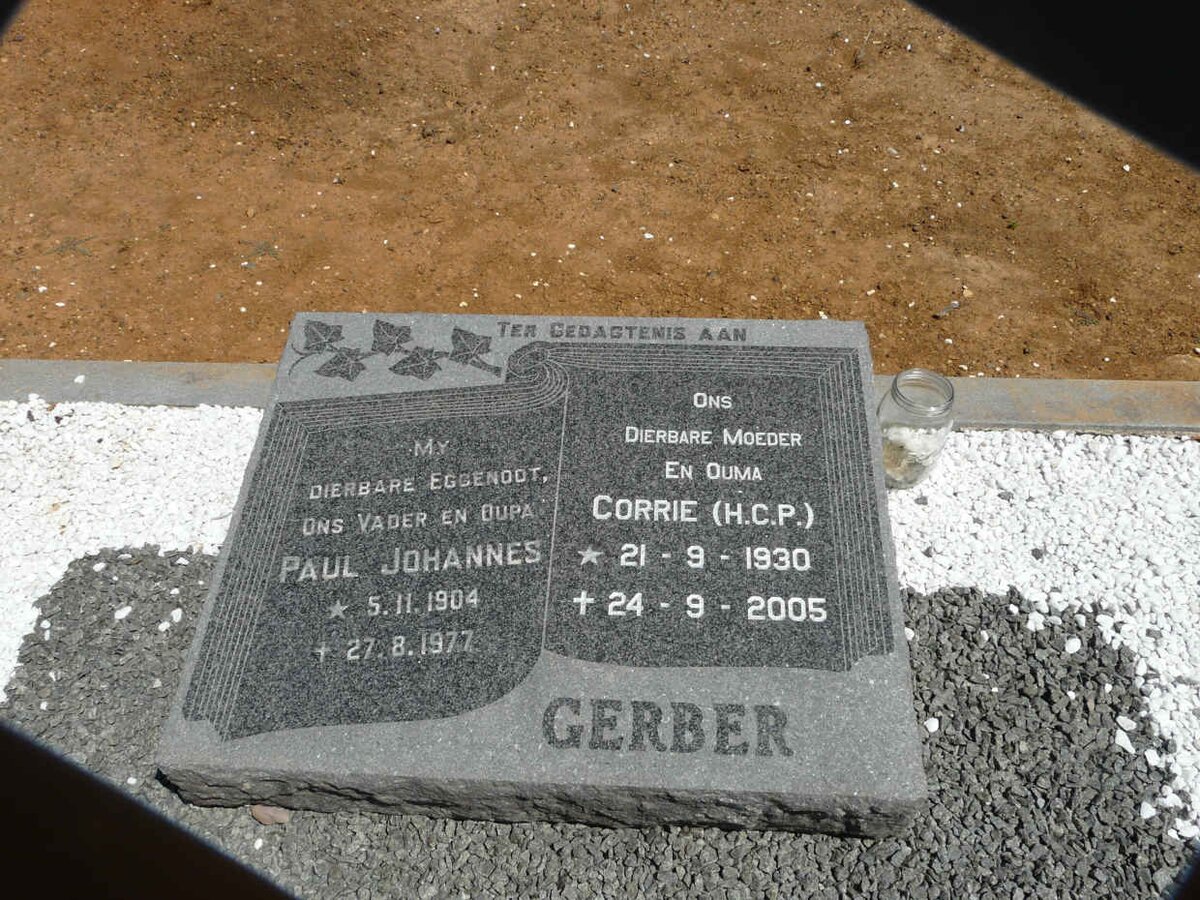 TER GEDAGTENIS AAN
MY
DIERBARE EGGENOOT,
ONS VADER EN OUPA
PAUL JOHANNES
★ 5.11.1904
✝ 27.8.1977
ONS
DIERBARE MOEDER
EN OUMA
CORRIE (H.C.P.)
★ 21 - 9 - 1930
✝ 24 - 9 - 2005
GERBER